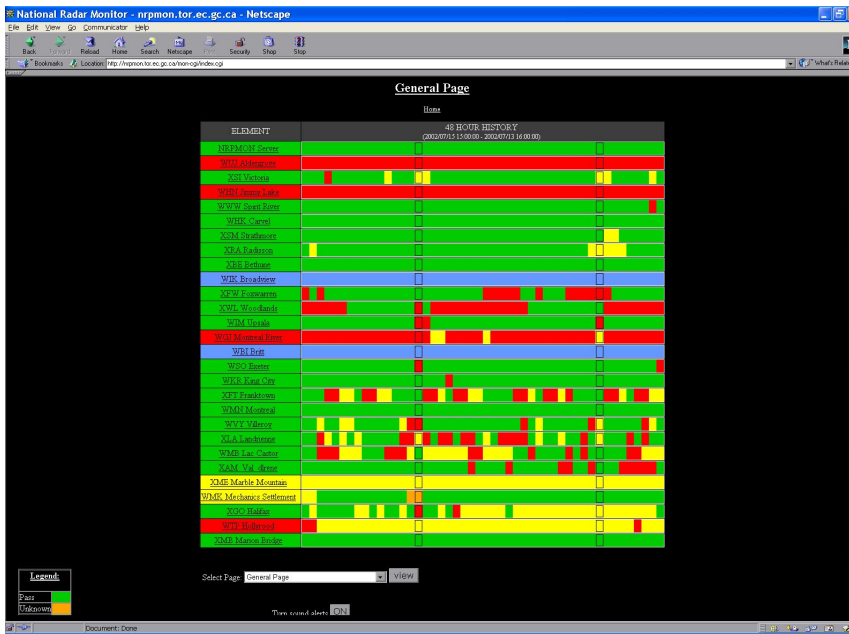 National Radar Monitor - nrpmon.tor.ec.gc.ca - Netscape
File Edit View Go Communicator Help
Back Forward Reload Home Search Netscape Print Security Shop Stop
Bookmarks Location: http://nrpmon.tor.ec.gc.ca/mon-cgi/index.cgi What's Relate
General Page
Home
ELEMENT
48 HOUR HISTORY
(2002/07/15 15:00:00 - 2002/07/13 16:00:00)
NRPMON Server
WUJ Aldergrove
XSI Victoria
WHN Jimmy Lake
WWW Spirit River
WHK Carvel
XSM Strathmore
XRA Radisson
XBE Bethune
WIK Broadview
XFW Foxwarren
XWL Woodlands
WIM Upsala
WGJ Montreal River
WBI Britt
WSO Exeter
WKR King City
XFT Franktown
WMN Montreal
WVY Villeroy
XLA Landrienne
WMB Lac Castor
XAM Val d'Irene
XME Marble Mountain
WMK Mechanics Settlement
XGO Halifax
WTP Holyrood
XMB Marion Bridge
Legend:
Pass
Unknown
Select Page: General Page view
Turn sound alerts ON
Document: Done